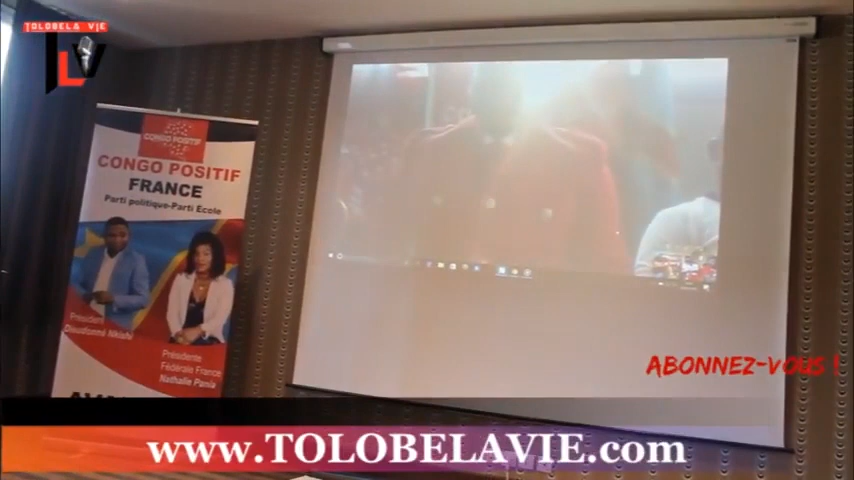 TOLOBELA VIE
TLV
CONGO POSITIF
CONGO POSITIF
FRANCE
Parti politique-Parti Ecole
Président
Dieudonné Nkishi
Présidente
Fédérale France
Nathalie Pania
ABONNEZ-VOUS !
www.TOLOBELAVIE.com